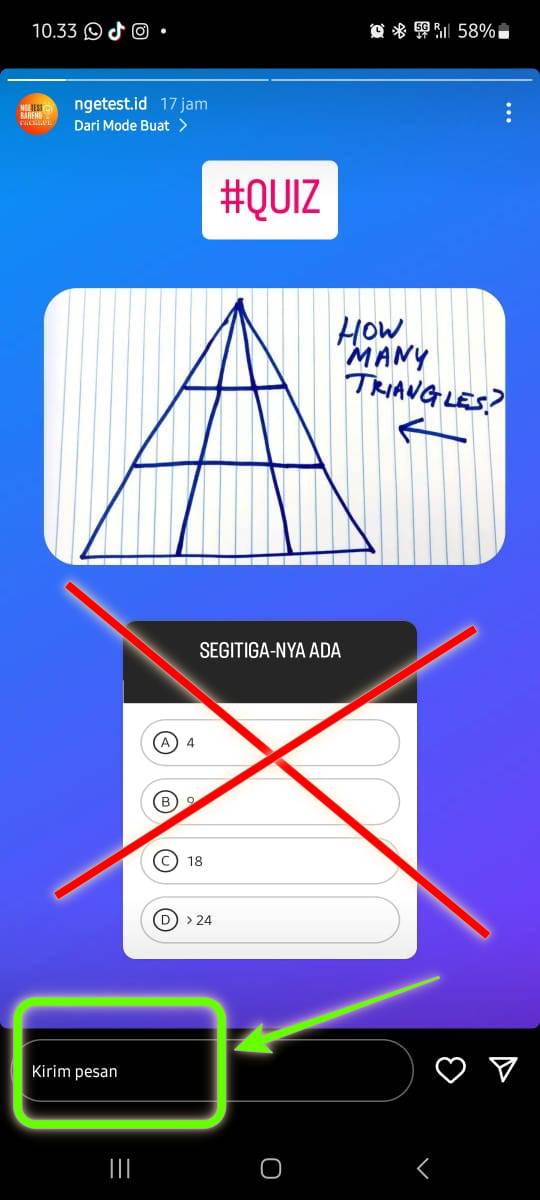 10.33
5G
R
58%
ngetest.id 17 jam
Dari Mode Buat
#QUIZ
HOW
MANY
TRIANGLES?
SEGITIGA-NYA ADA
A 4
B 9
C 18
D > 24
Kirim pesan